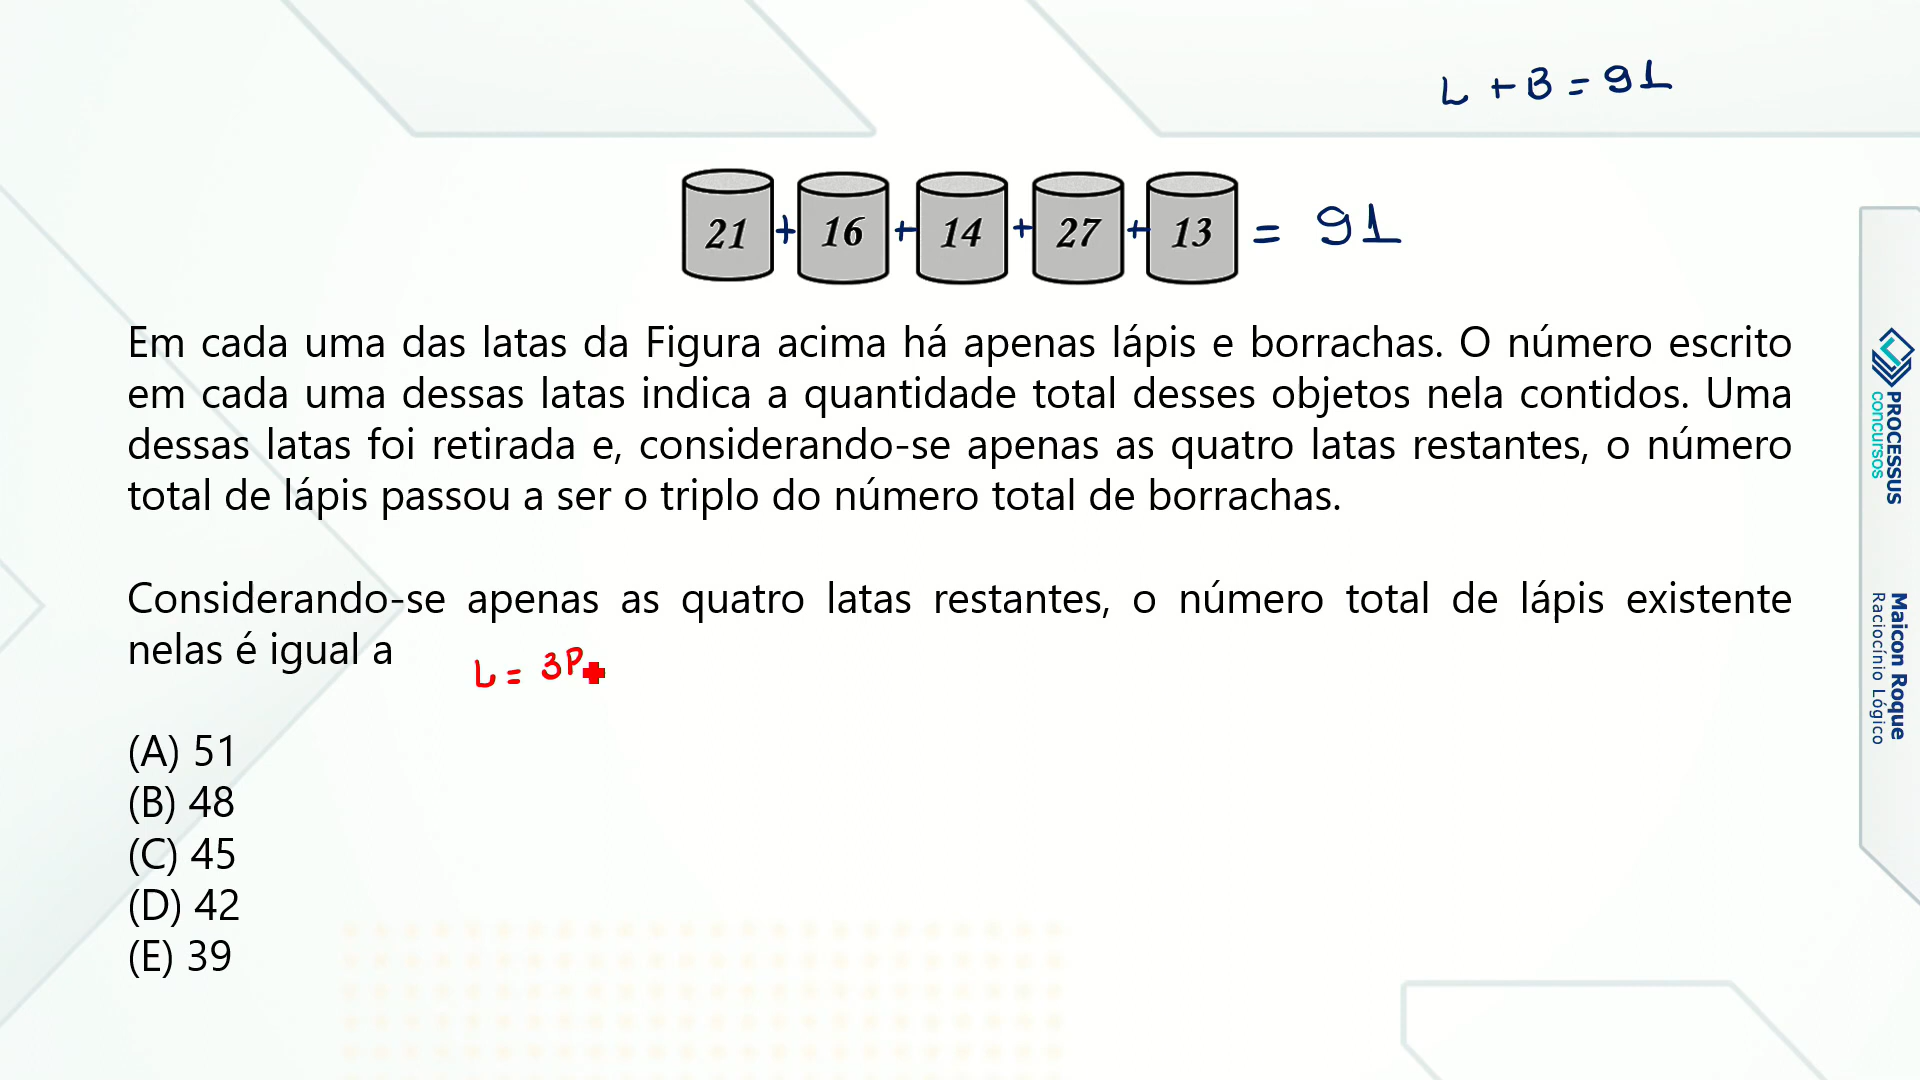 L + B = 91
21 + 16 + 14 + 27 + 13 = 91
Em cada uma das latas da Figura acima há apenas lápis e borrachas. O número escrito
em cada uma dessas latas indica a quantidade total desses objetos nela contidos. Uma
dessas latas foi retirada e, considerando-se apenas as quatro latas restantes, o número
total de lápis passou a ser o triplo do número total de borrachas.
Considerando-se apenas as quatro latas restantes, o número total de lápis existente
nelas é igual a
L = 3P
(A) 51
(B) 48
(C) 45
(D) 42
(E) 39
PROCESSUS
concursos
Maicon Roque
Raciocínio Lógico